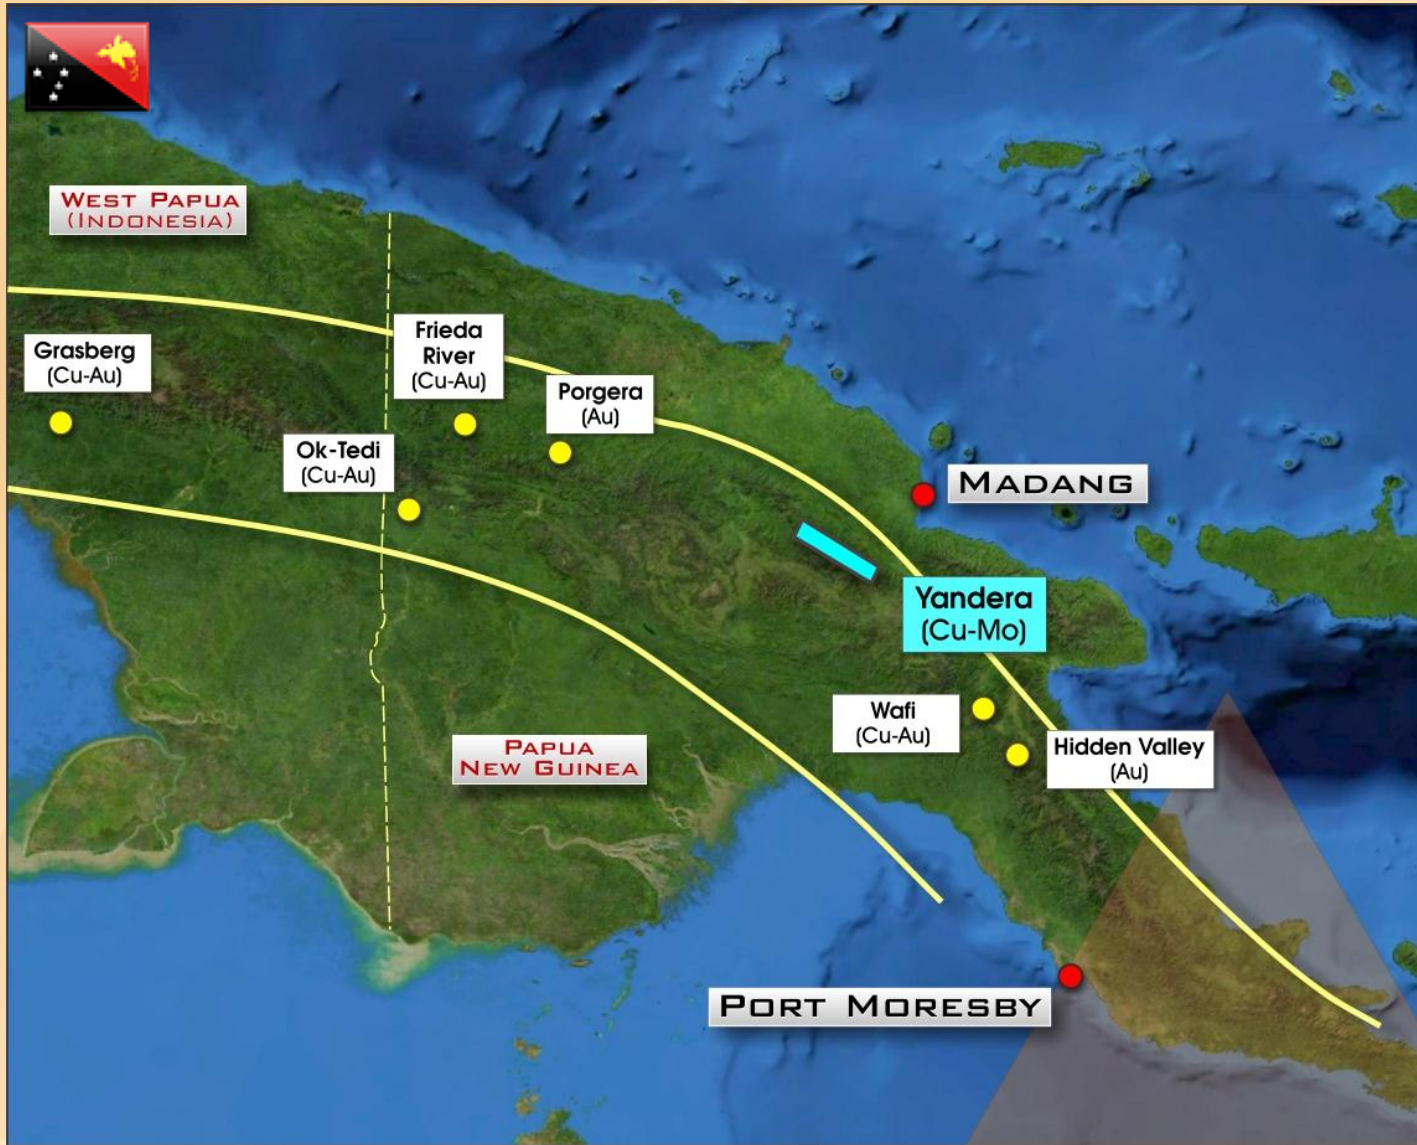 WEST PAPUA
(INDONESIA)
Grasberg
(Cu-Au)
Frieda
River
(Cu-Au)
Porgera
(Au)
Ok-Tedi
(Cu-Au)
MADANG
Yandera
(Cu-Mo)
Wafi
(Cu-Au)
Hidden Valley
(Au)
PAPUA
NEW GUINEA
PORT MORESBY